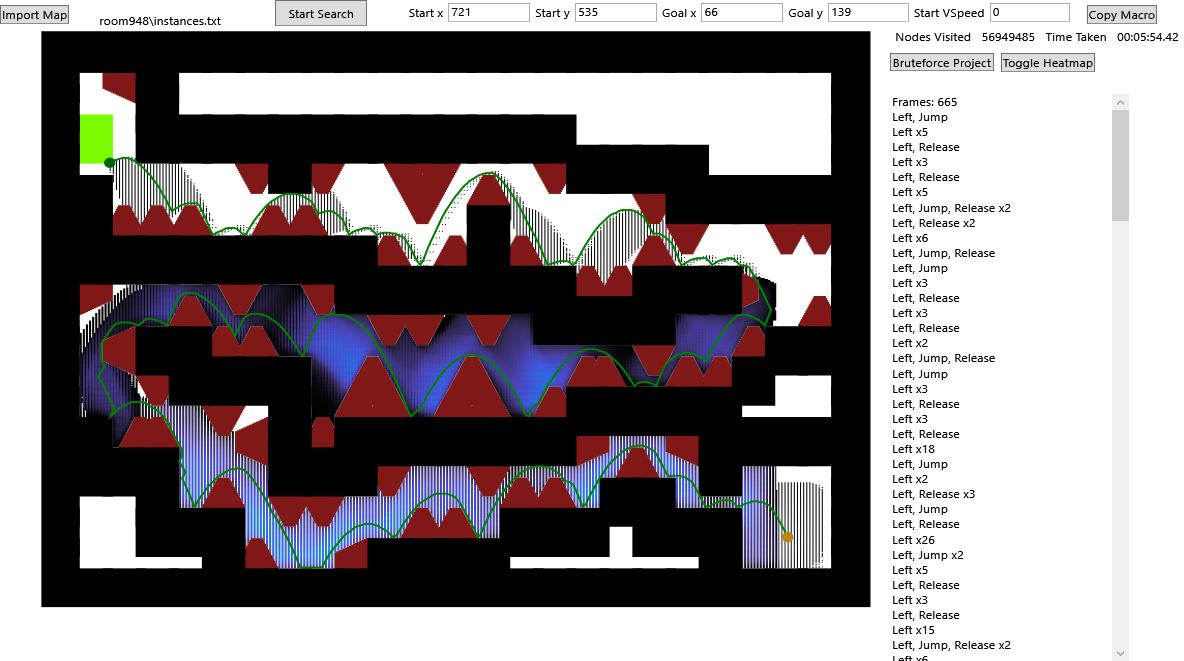 Import Map room948\instances.txt Start Search Start x 721 Start y 535 Goal x 66 Goal y 139 Start VSpeed 0 Copy Macro
Nodes Visited 56949485 Time Taken 00:05:54.42
Bruteforce Project Toggle Heatmap
Frames: 665
Left, Jump
Left x5
Left, Release
Left x3
Left, Release
Left x5
Left, Jump, Release x2
Left, Release x2
Left x6
Left, Jump, Release
Left, Jump
Left x3
Left, Release
Left x3
Left, Release
Left x2
Left, Jump, Release
Left, Jump
Left x3
Left, Release
Left x3
Left, Release
Left x18
Left, Jump
Left x2
Left, Release x3
Left, Jump
Left, Release
Left x26
Left, Jump x2
Left x5
Left, Release
Left x3
Left, Release
Left x15
Left, Jump, Release x2
Left x6